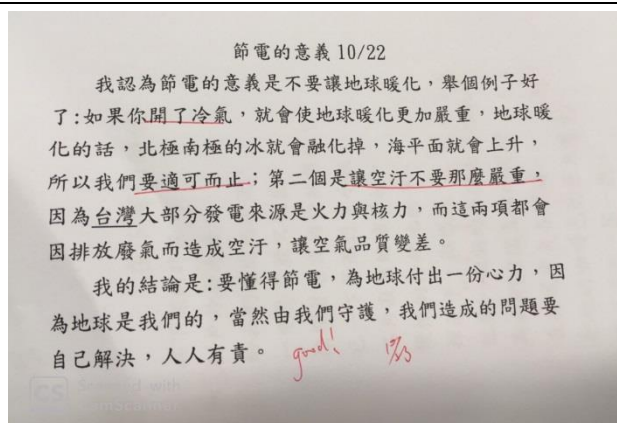 節電的意義 10/22
我認為節電的意義是不要讓地球暖化，舉個例子好
了:如果你開了冷氣，就會使地球暖化更加嚴重，地球暖
化的話，北極南極的冰就會融化掉，海平面就會上升，
所以我們要適可而止；第二個是讓空汙不要那麼嚴重，
因為台灣大部分發電來源是火力與核力，而這兩項都會
因排放廢氣而造成空汙，讓空氣品質變差。
我的結論是:要懂得節電，為地球付出一份心力，因
為地球是我們的，當然由我們守護，我們造成的問題要
自己解決，人人有責。 good!
CS Scanned with
CamScanner